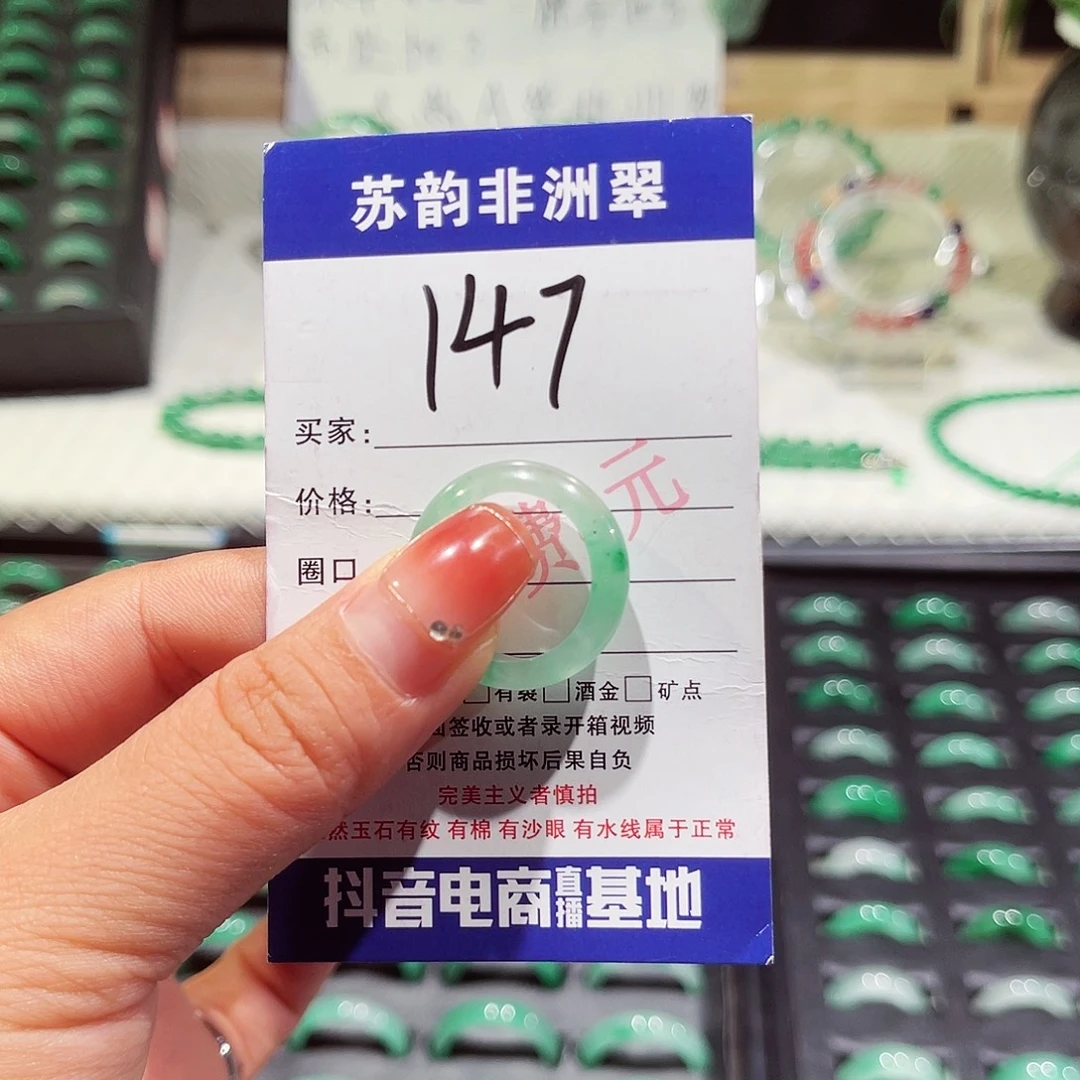 苏韵非洲翠
147
买家:
价格:
费元
圈口
有裂 酒金 矿点
签收或者录开箱视频
否则商品损坏后果自负
完美主义者慎拍
然玉石有纹 有棉 有沙眼 有水线属于正常
抖音电商直播基地